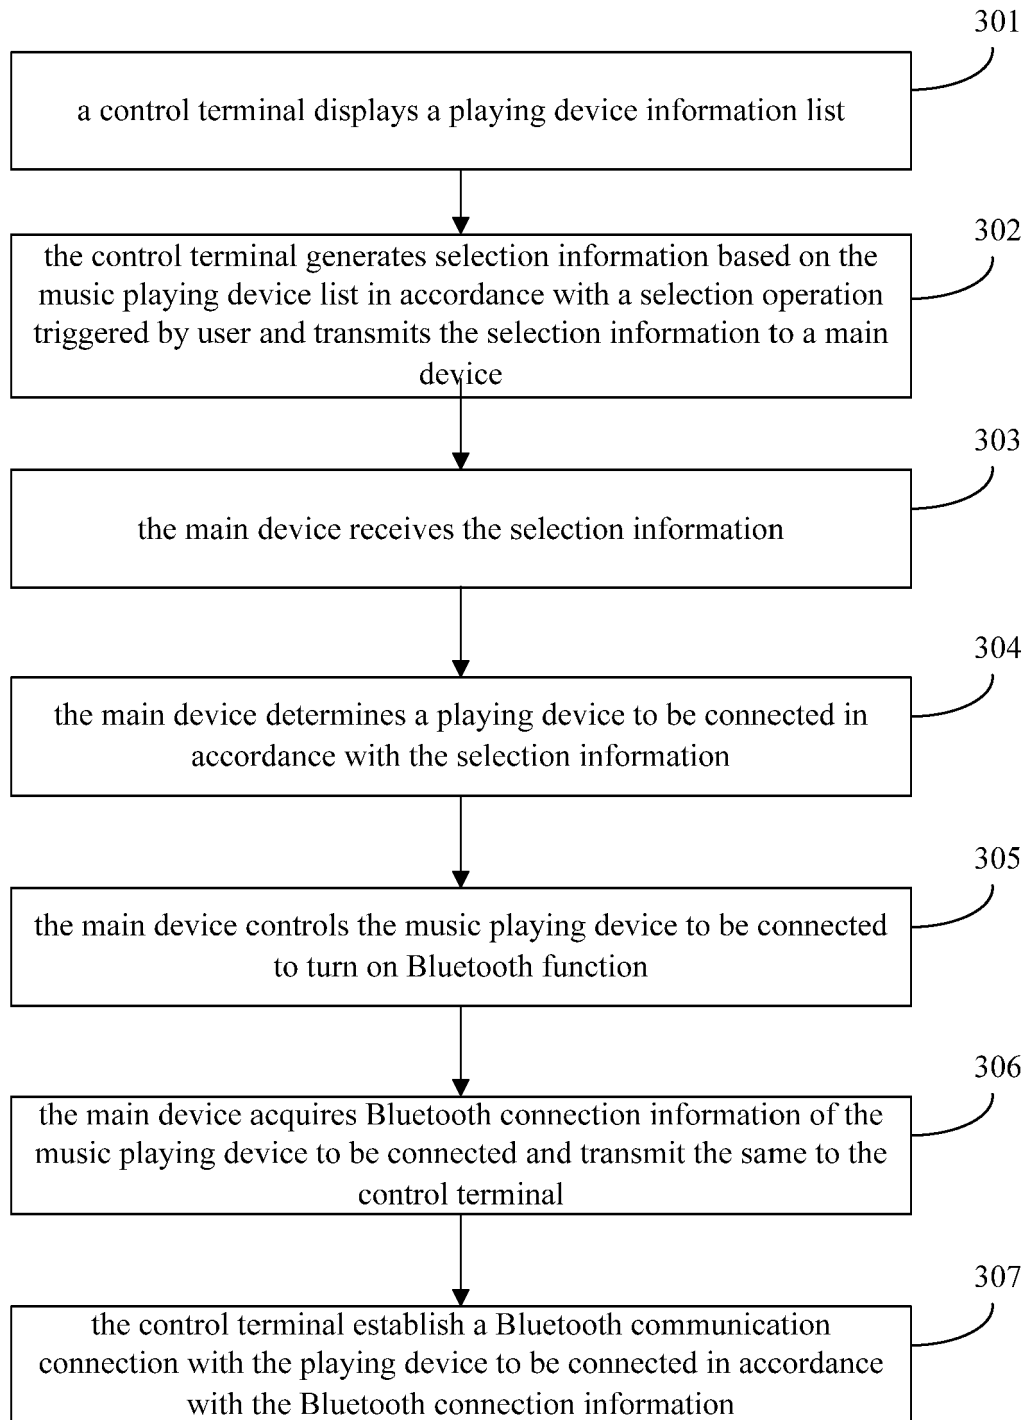 301
a control terminal displays a playing device information list
302
the control terminal generates selection information based on the
music playing device list in accordance with a selection operation
triggered by user and transmits the selection information to a main
device
303
the main device receives the selection information
304
the main device determines a playing device to be connected in
accordance with the selection information
305
the main device controls the music playing device to be connected
to turn on Bluetooth function
306
the main device acquires Bluetooth connection information of the
music playing device to be connected and transmit the same to the
control terminal
307
the control terminal establish a Bluetooth communication
connection with the playing device to be connected in accordance
with the Bluetooth connection information